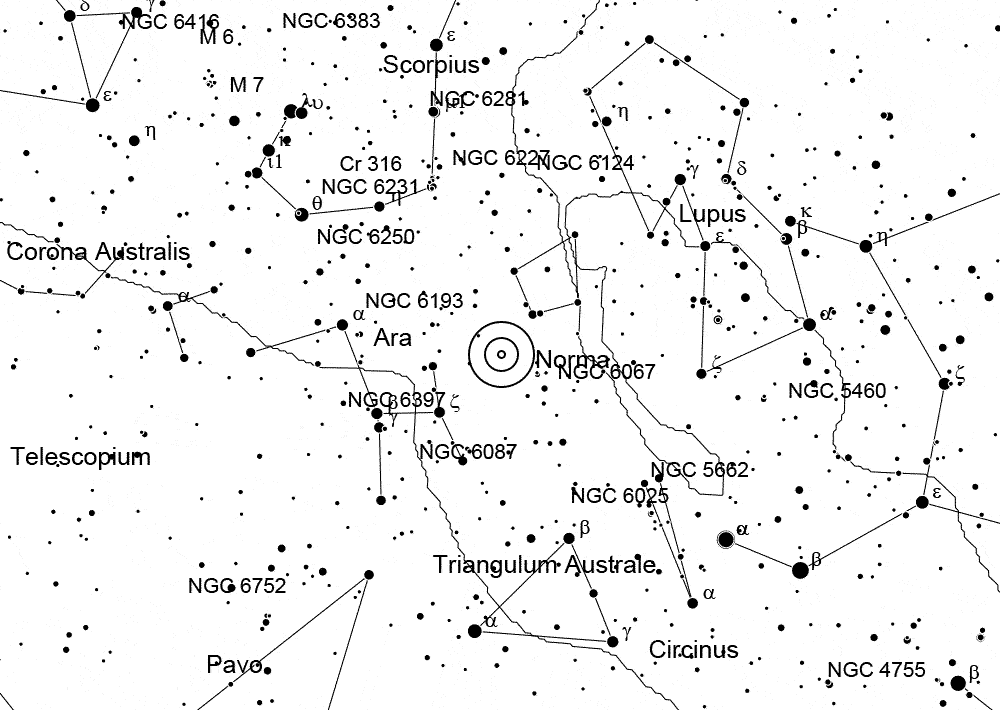 δ
γ
NGC 6416
NGC 6383
M 6
ε
Scorpius
M 7
ε
NGC 6281
μ1
λ υ
η
η
κ
ι1
Cr 316
NGC 6227
NGC 6124
γ
δ
NGC 6231
η
θ
Lupus
κ
β
NGC 6250
ε
η
Corona Australis
α
NGC 6193
α
Ara
α
Norma
NGC 6067
ζ
ζ
NGC 5460
NGC 6397
β
ζ
γ
NGC 6087
Telescopium
NGC 5662
NGC 6025
ε
β
α
Triangulum Australe
β
NGC 6752
α
α
γ
Circinus
Pavo
NGC 4755
β